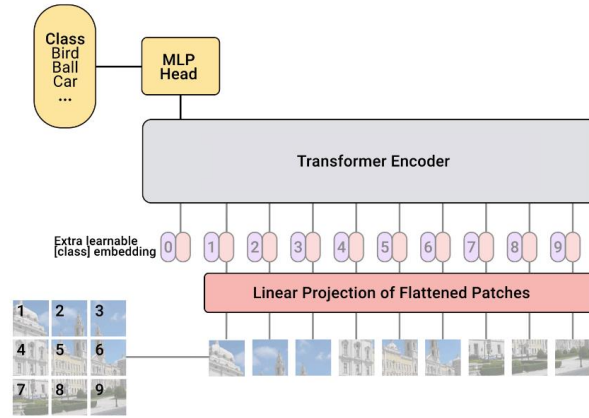 Class
Bird
Ball
Car
...
MLP
Head
Transformer Encoder
Extra learnable
[class] embedding
0 1 2 3 4 5 6 7 8 9
Linear Projection of Flattened Patches
1 2 3
4 5 6
7 8 9